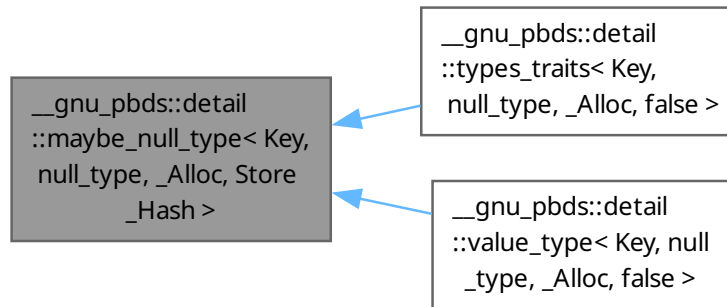 __gnu_pbds::detail
::maybe_null_type< Key,
null_type, _Alloc, Store
_Hash >
__gnu_pbds::detail
::types_traits< Key,
null_type, _Alloc, false >
__gnu_pbds::detail
::value_type< Key, null
_type, _Alloc, false >